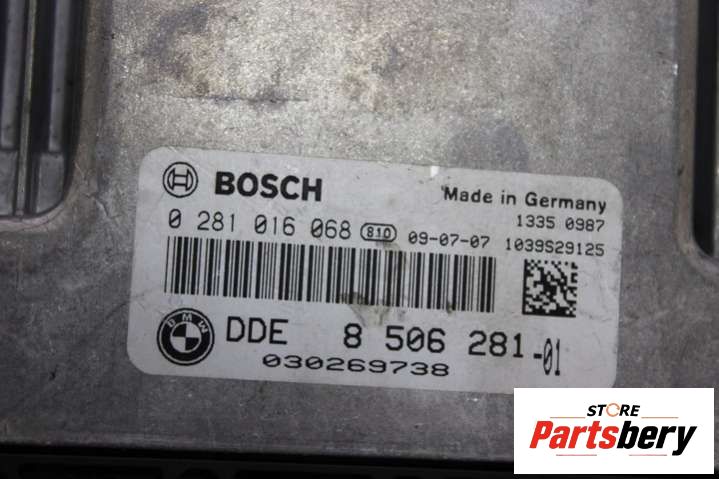 BOSCH
Made in Germany
1335 0987
0 281 016 068 810 09-07-07 1039S29125
BMW
DDE 8 506 281-01
030269738
STORE
Partsbery